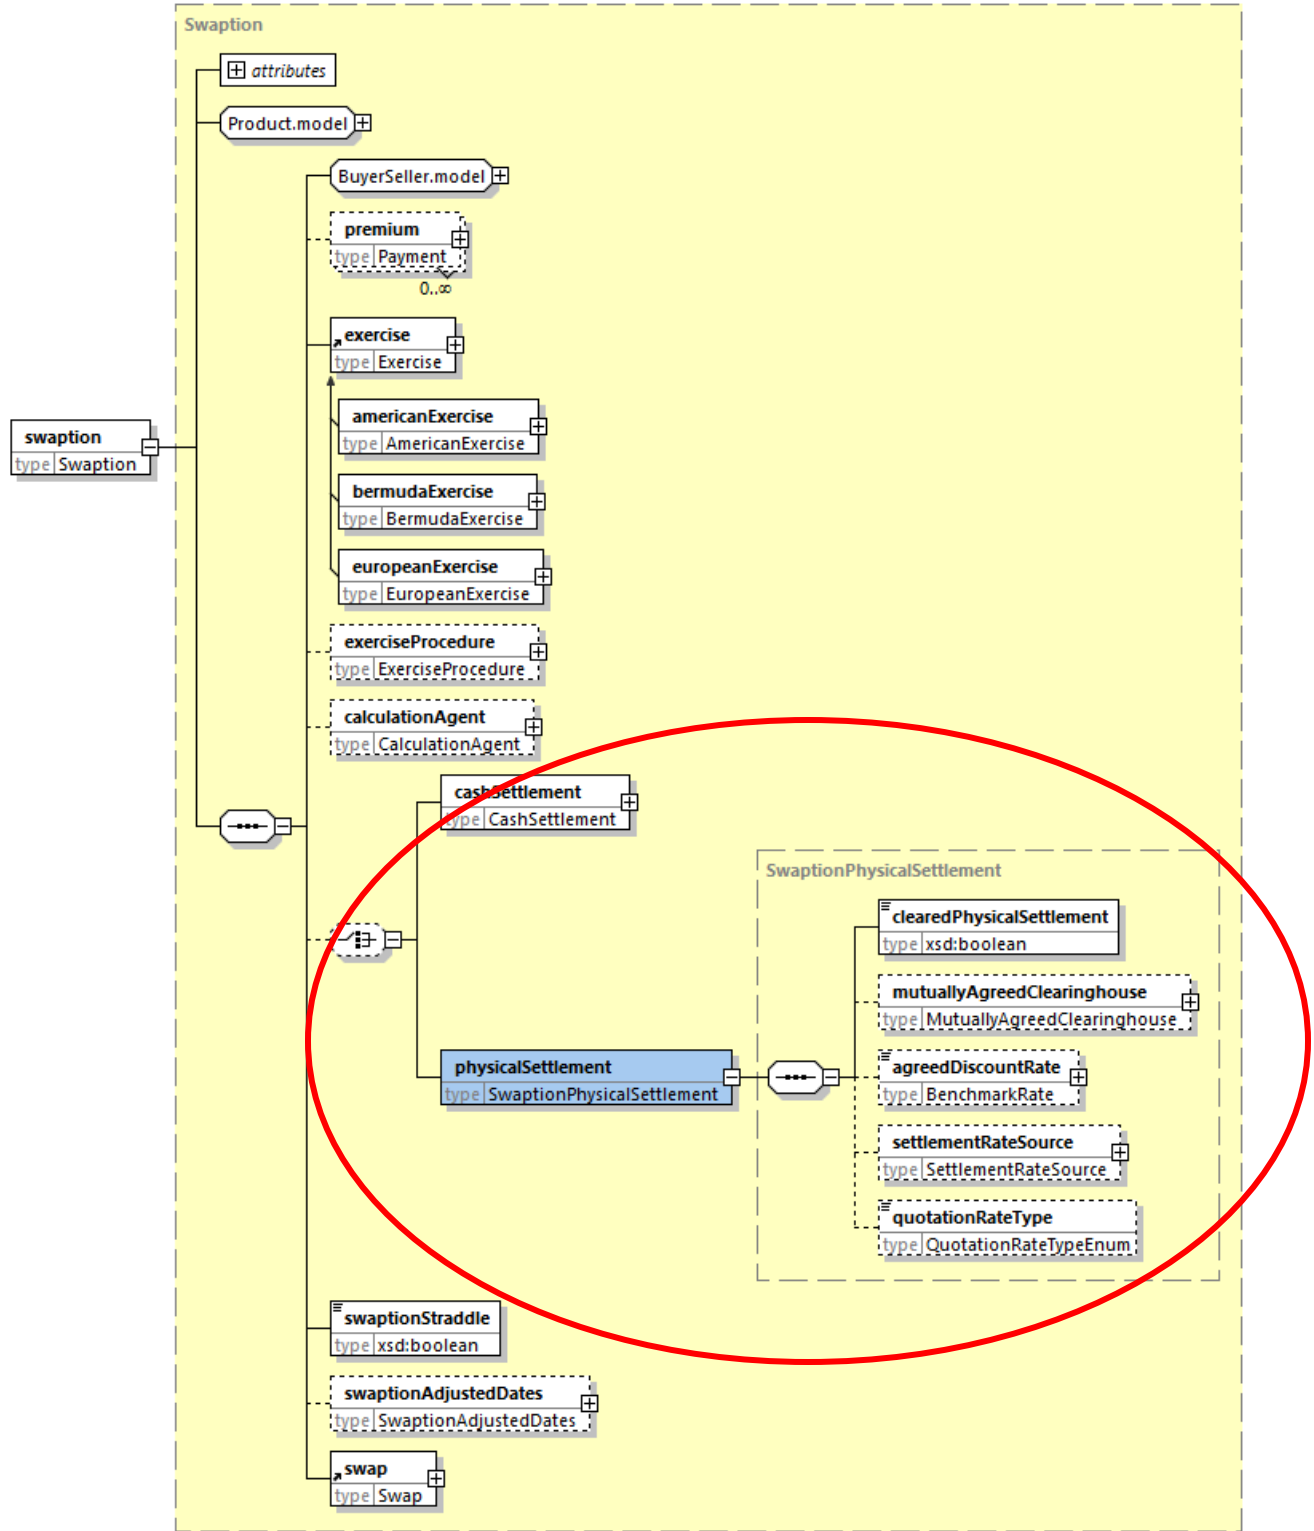 Swaption
attributes
Product.model
BuyerSeller.model
premium
type Payment
0..∞
exercise
type Exercise
americanExercise
type AmericanExercise
swaption
type Swaption
bermudaExercise
type BermudaExercise
europeanExercise
type EuropeanExercise
exerciseProcedure
type ExerciseProcedure
calculationAgent
type CalculationAgent
cashSettlement
type CashSettlement
SwaptionPhysicalSettlement
clearedPhysicalSettlement
type xsd:boolean
mutuallyAgreedClearinghouse
type MutuallyAgreedClearinghouse
physicalSettlement
type SwaptionPhysicalSettlement
agreedDiscountRate
type BenchmarkRate
settlementRateSource
type SettlementRateSource
quotationRateType
type QuotationRateTypeEnum
swaptionStraddle
type xsd:boolean
swaptionAdjustedDates
type SwaptionAdjustedDates
swap
type Swap